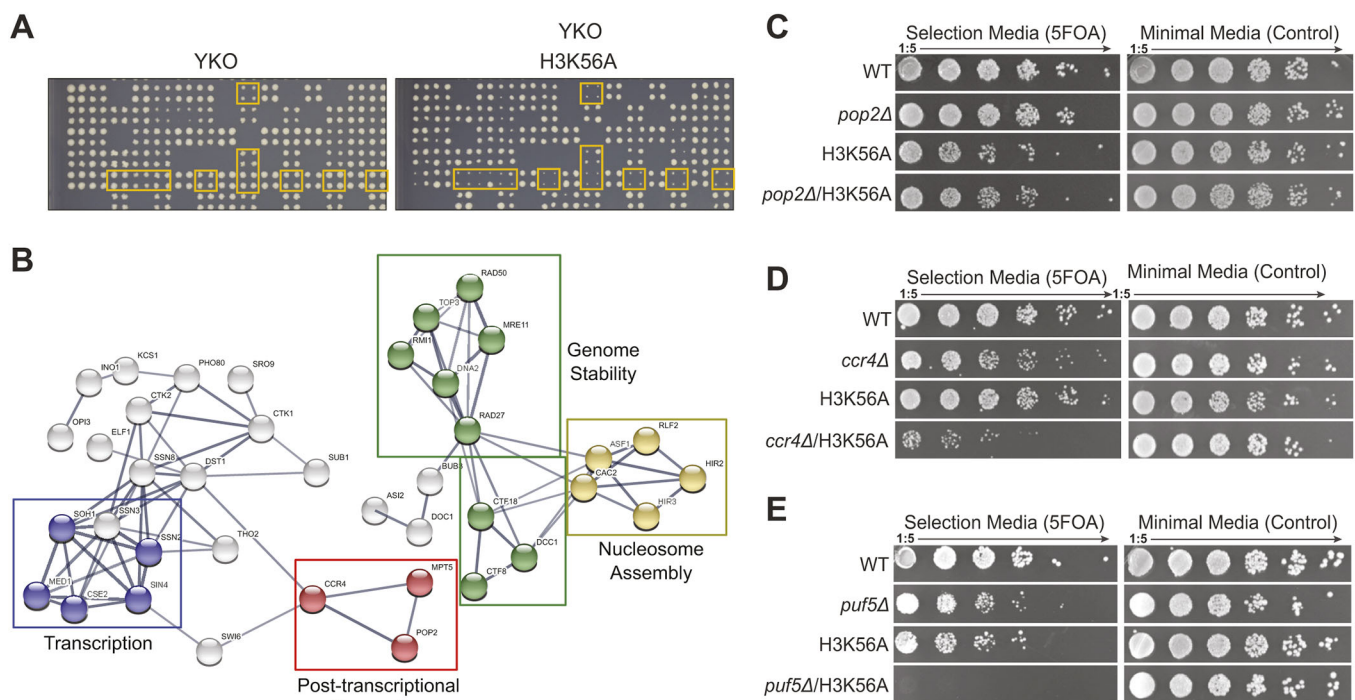 A
YKO
YKO
H3K56A
B
RAD50
TOP3
MRE11
RMI1
DNA2
Genome
Stability
KCS1
INO1
PHO80
SRO9
CTK2
CTK1
OPI3
ELF1
RAD27
RLF2
ASF1
SSN8
DST1
SUB1
BUB3
CAC2
HIR2
ASI2
CTF18
HIR3
SOH1
SSN3
DOC1
SSN2
THO2
DCC1
Nucleosome
Assembly
MED1
CSE2
SIN4
CCR4
MPT5
CTF8
POP2
SWI6
Transcription
Post-transcriptional
C
Selection Media (5FOA)
Minimal Media (Control)
1:5
1:5
WT
pop2Δ
H3K56A
pop2Δ/H3K56A
D
Selection Media (5FOA)
Minimal Media (Control)
1:5
1:5
WT
ccr4Δ
H3K56A
ccr4Δ/H3K56A
E
Selection Media (5FOA)
Minimal Media (Control)
WT
puf5Δ
H3K56A
puf5Δ/H3K56A